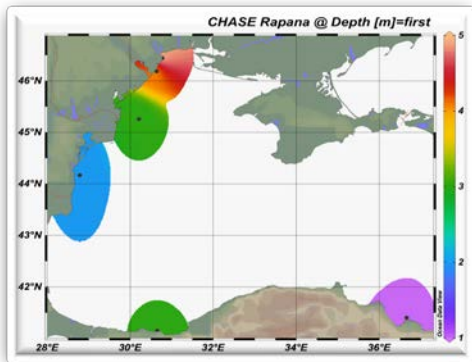 CHASE Rapana @ Depth [m]=first
5
46°N
4
45°N
44°N
3
43°N
2
42°N
Ocean Data View
1
28°E 30°E 32°E 34°E 36°E